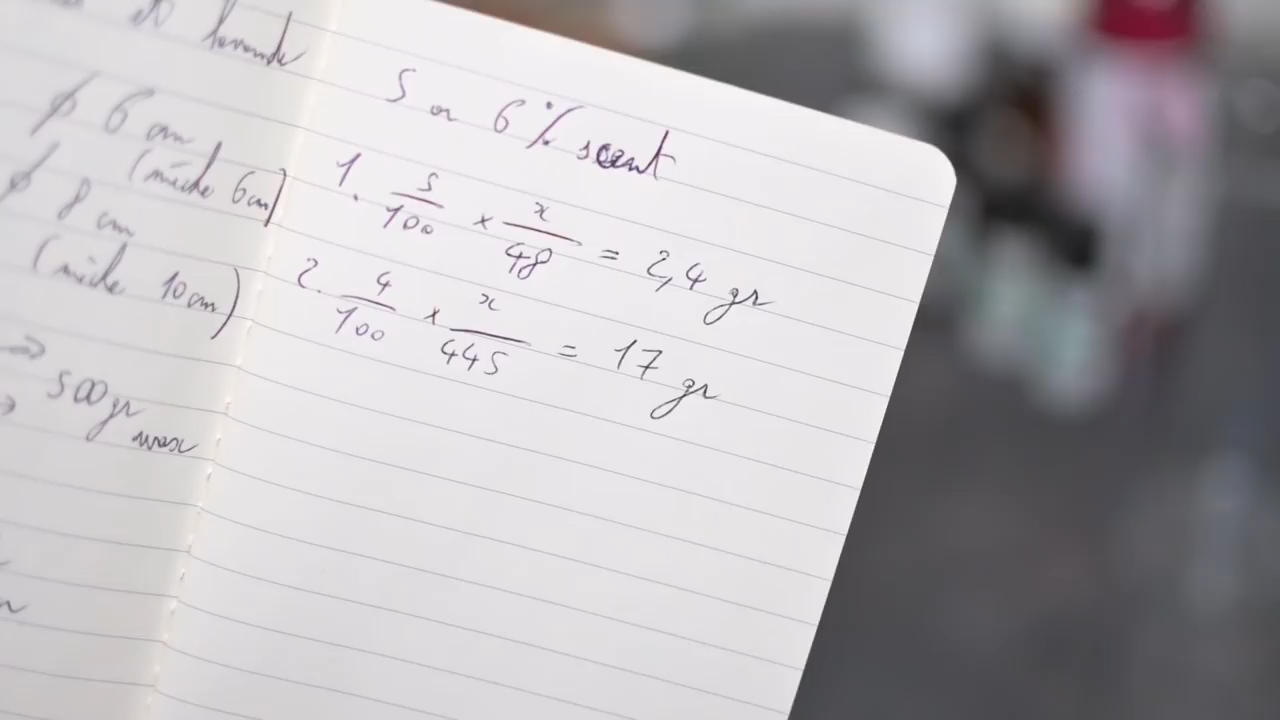 lavande
ϕ 6 cm
(mèche 6cm)
ϕ 8 cm
(mèche 10cm)
⇒ 500gr
wax
5 or 6% scent
1. 5/100 × x/48 = 2,4 gr
2. 4/100 × x/445 = 17 gr